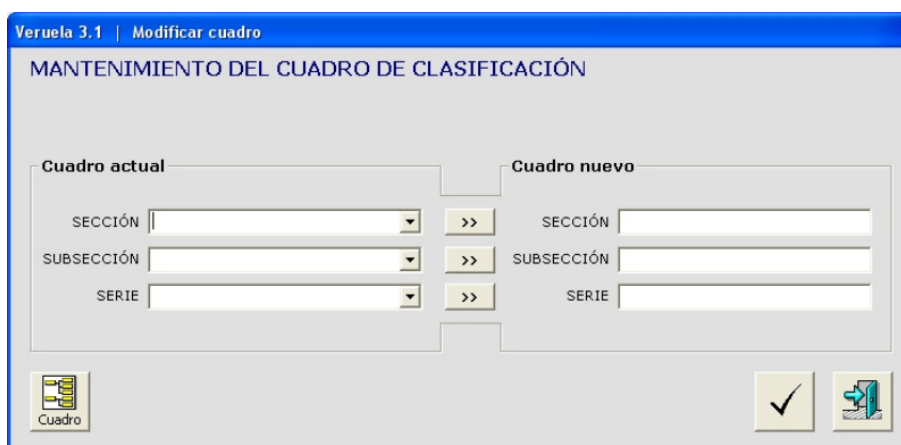 Veruela 3.1 | Modificar cuadro
MANTENIMIENTO DEL CUADRO DE CLASIFICACIÓN
Cuadro actual
Cuadro nuevo
SECCIÓN >> SECCIÓN
SUBSECCIÓN >> SUBSECCIÓN
SERIE >> SERIE
Cuadro